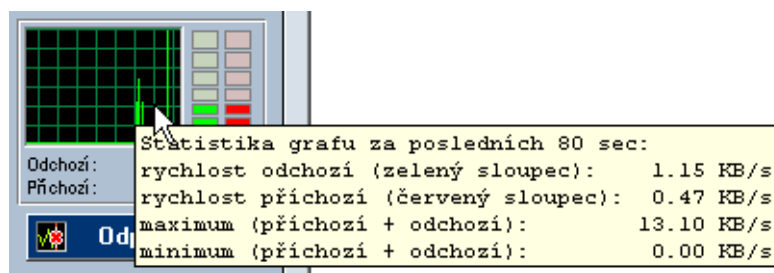 Statistika grafu za posledních 80 sec:
Odchozí:
rychlost odchozí (zelený sloupec): 1.15 KB/s
Příchozí:
rychlost příchozí (červený sloupec): 0.47 KB/s
maximum (příchozí + odchozí): 13.10 KB/s
minimum (příchozí + odchozí): 0.00 KB/s